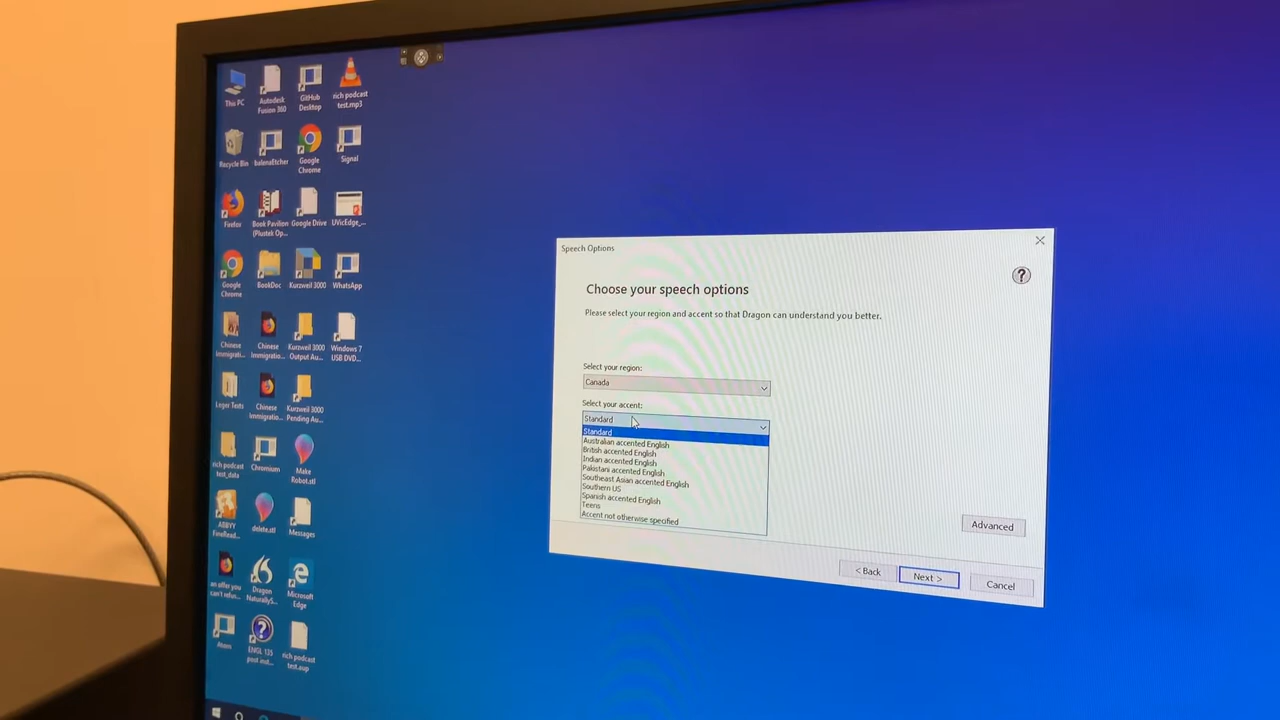 This PC
Autodesk
Fusion 360
GitHub
Desktop
rich podcast
test.mp3
Recycle Bin
balenaEtcher
Google
Chrome
Signal
Firefox
Book Pavilion
(Plustek Op...
Google Drive
UVicEdge_...
Google
Chrome
BookDoc
Kurzweil 3000
WhatsApp
Chinese
Immigrati...
Chinese
Immigratio...
Kurzweil 3000
Output Au...
Windows 7
USB DVD...
Leger Tests
Chinese
Immigratio...
Kurzweil 3000
Pending Au...
rich podcast
test_data
Chromium
Make
Robot.stl
ABBYY
FineRead...
delete.stl
Messages
an offer you
can't refus...
Dragon
NaturallyS...
Microsoft
Edge
Atom
ENGL 135
post inst...
rich podcast
test.aup
Speech Options
Choose your speech options
Please select your region and accent so that Dragon can understand you better.
Select your region:
Canada
Select your accent:
Standard
Standard
Australian accented English
British accented English
Indian accented English
Pakistani accented English
Southeast Asian accented English
Southern US
Spanish accented English
Teens
Accent not otherwise specified
Advanced
< Back
Next >
Cancel